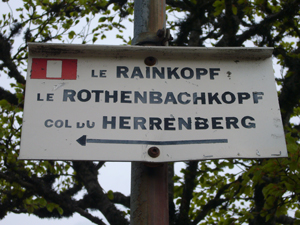 LE RAINKOPF ?
LE ROTHENBACHKOPF
COL DU HERRENBERG